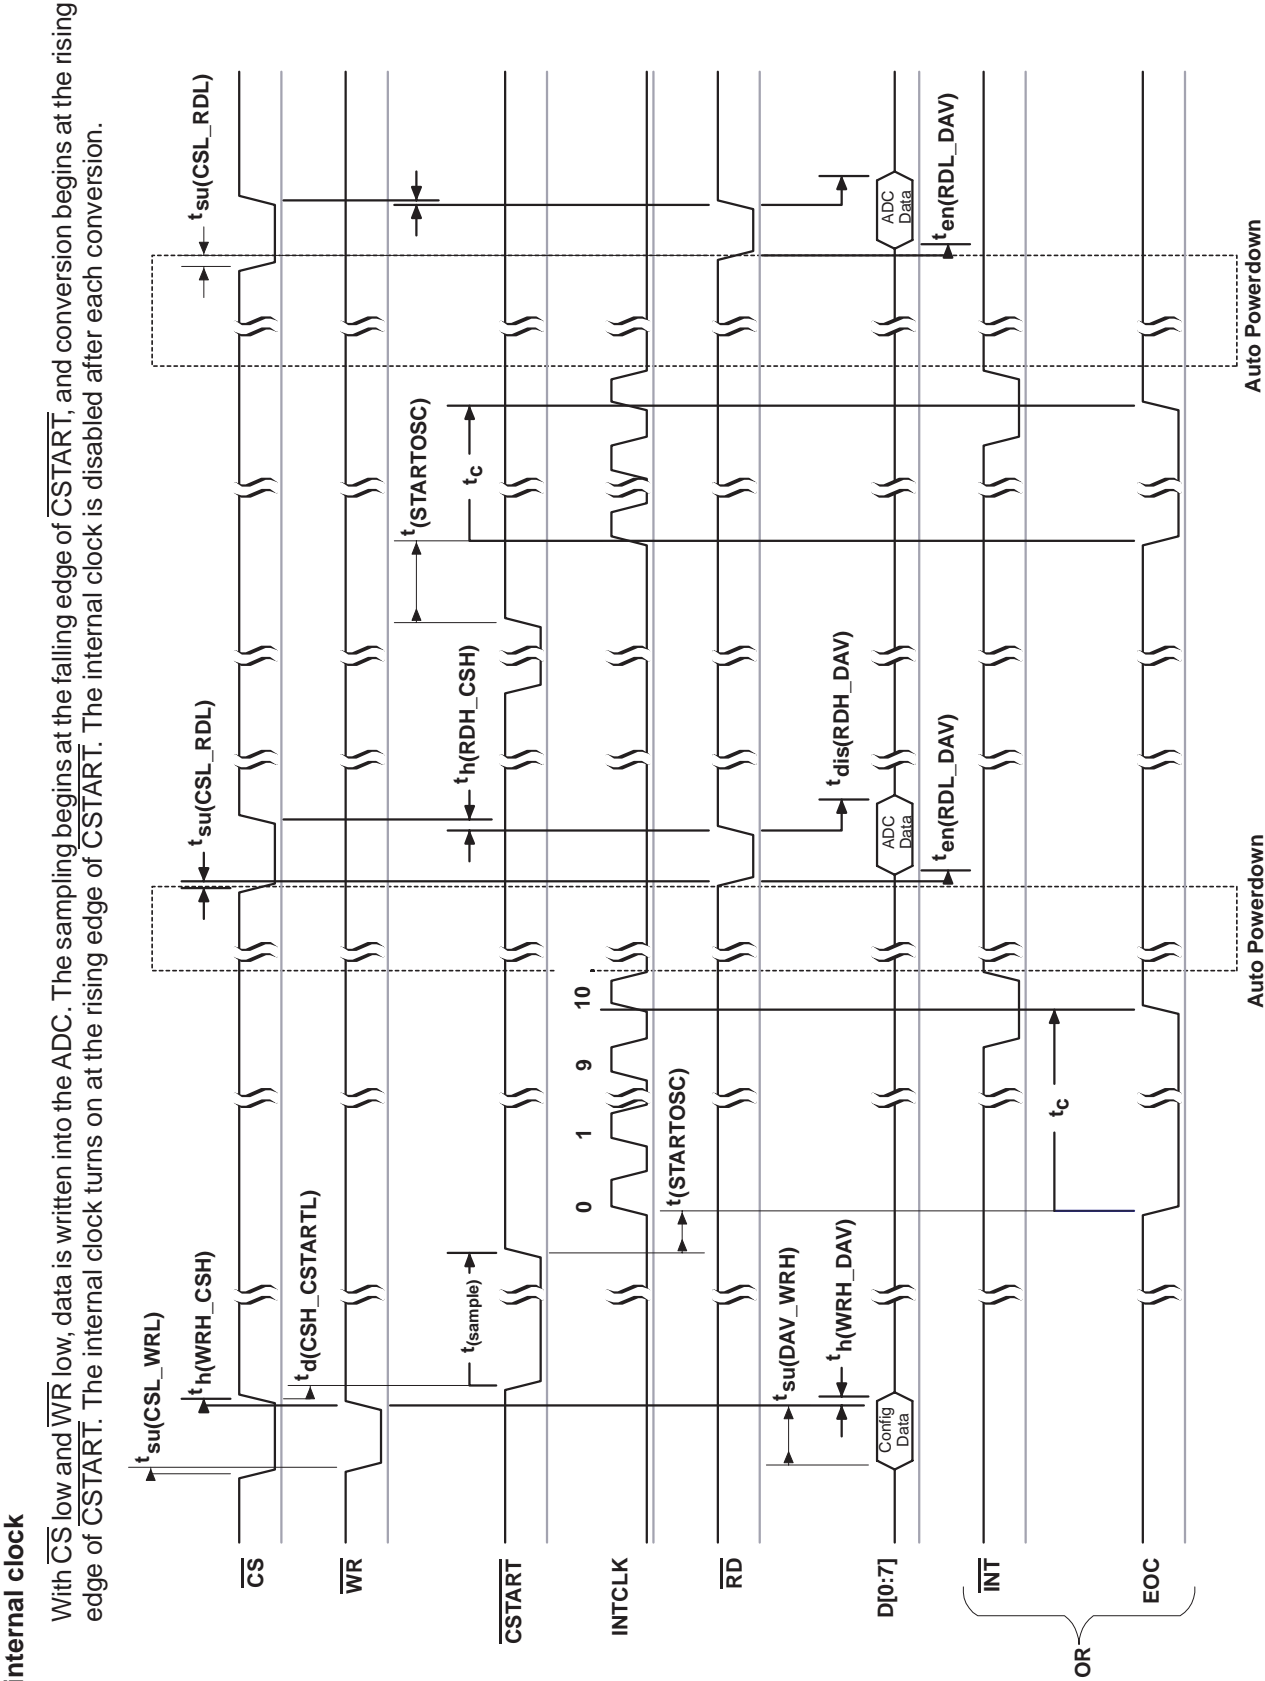 internal clock
With CS low and WR low, data is written into the ADC. The sampling begins at the falling edge of CSTART, and conversion begins at the rising
edge of CSTART. The internal clock turns on at the rising edge of CSTART. The internal clock is disabled after each conversion.
tsu(CSL_WRL)
th(WRH_CSH)
tsu(CSL_RDL)
tsu(CSL_RDL)
CS
td(CSH_CSTARTL)
WR
t(sample)
th(RDH_CSH)
t(STARTOSC)
tc
CSTART
0 1 9 10
INTCLK
t(STARTOSC)
RD
tsu(DAV_WRH)
th(WRH_DAV)
tdis(RDH_DAV)
D[0:7]
Config
Data
ADC
Data
ADC
Data
ten(RDL_DAV)
ten(RDL_DAV)
INT
tc
OR
EOC
Auto Powerdown
Auto Powerdown